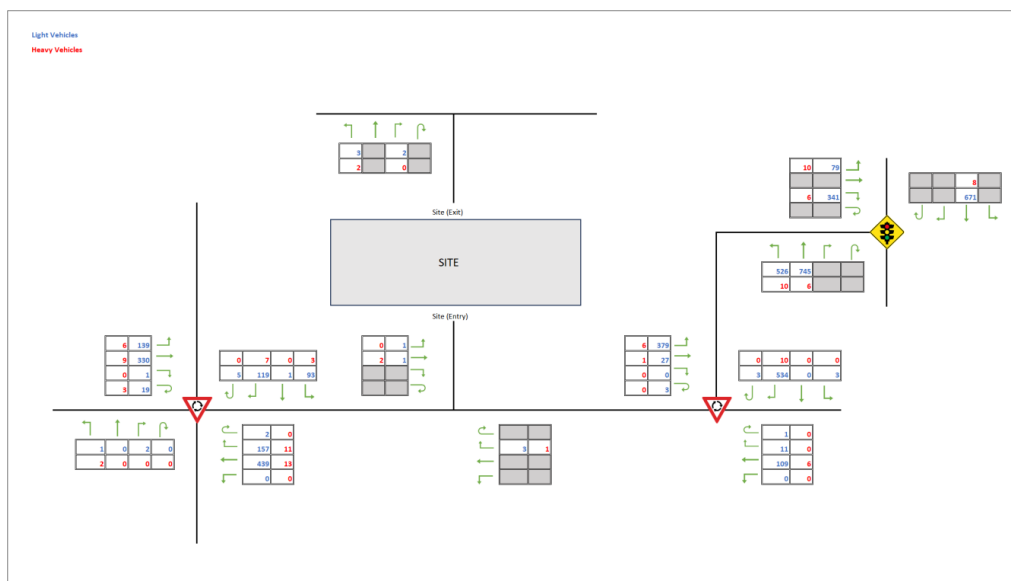 Light Vehicles
Heavy Vehicles
3 2
2 0
10 79
6 341
8
671
Site (Exit)
SITE
526 745
10 6
Site (Entry)
6 139
9 330
0 1
3 19
0 7 0 3
5 119 1 93
0 1
2 1
6 379
1 27
0 0
0 3
0 10 0 0
3 534 0 3
1 0 2 0
2 0 0 0
2 0
157 11
439 13
0 0
3 1
1 0
11 0
109 6
0 0